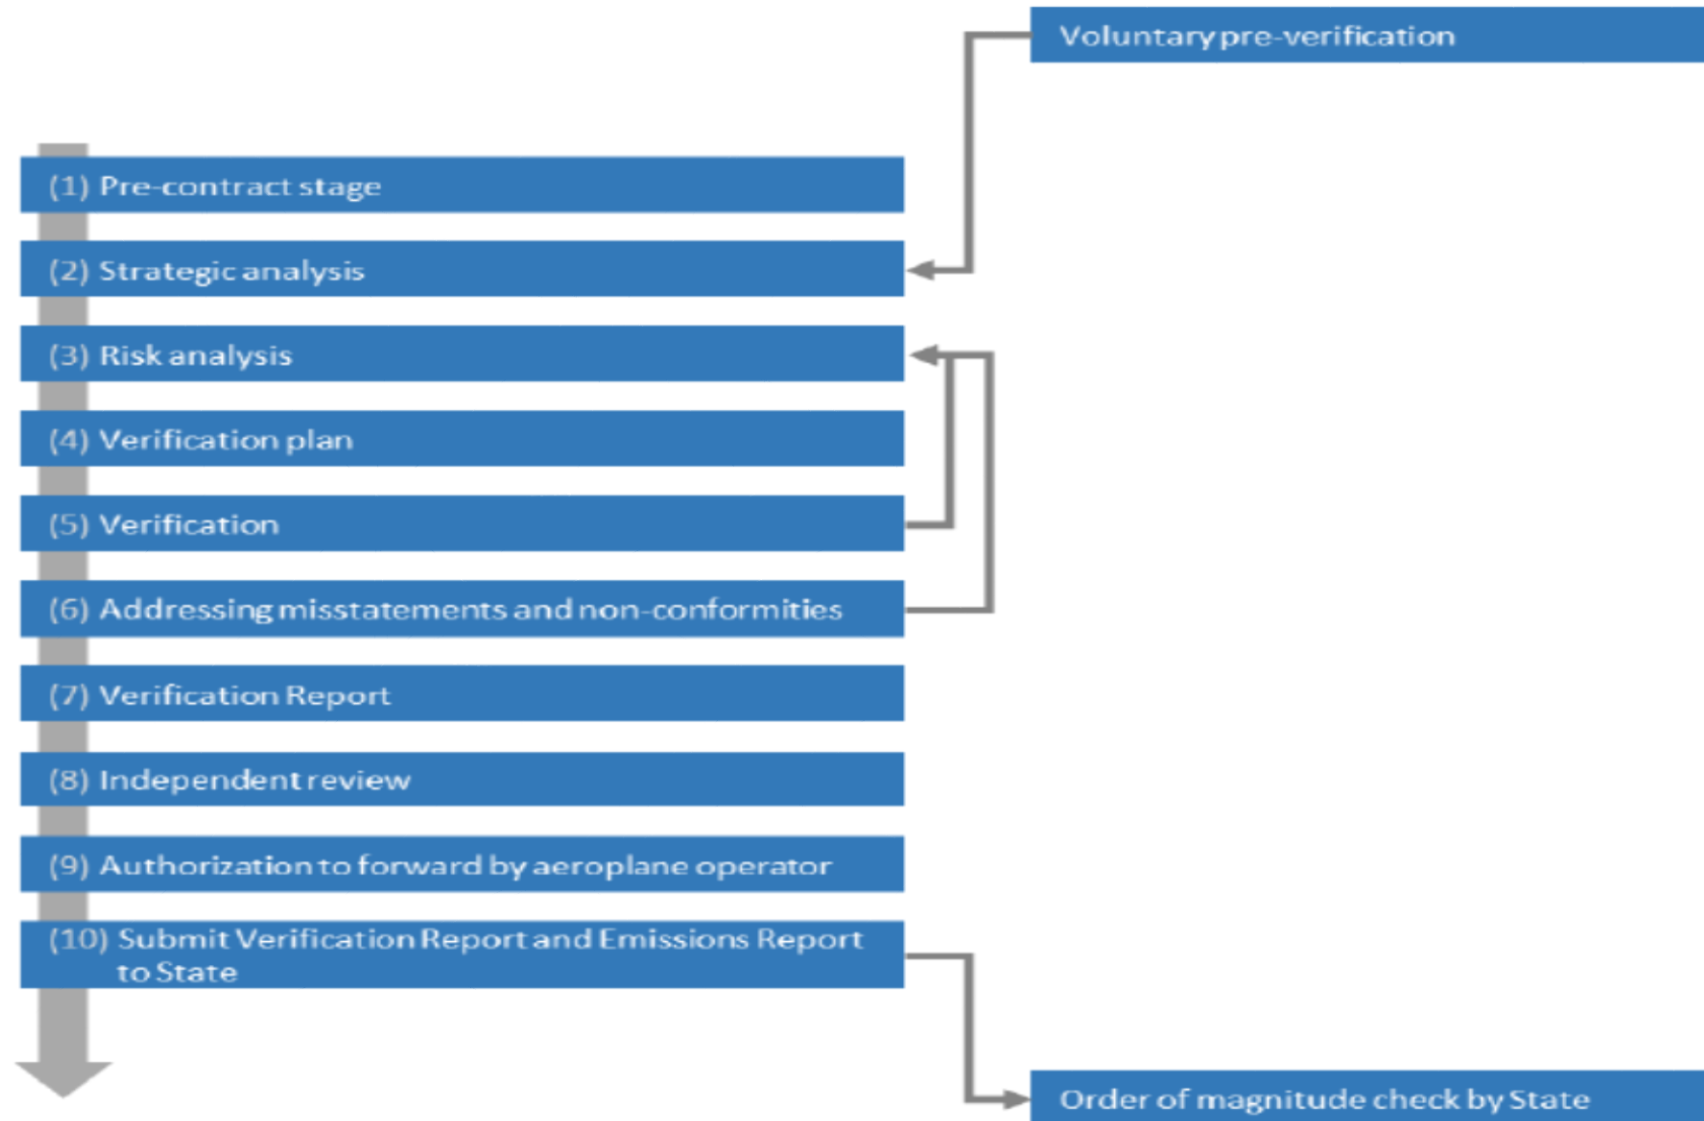 Voluntary pre-verification
(1) Pre-contract stage
(2) Strategic analysis
(3) Risk analysis
(4) Verification plan
(5) Verification
(6) Addressing misstatements and non-conformities
(7) Verification Report
(8) Independent review
(9) Authorization to forward by aeroplane operator
(10) Submit Verification Report and Emissions Report
to State
Order of magnitude check by State